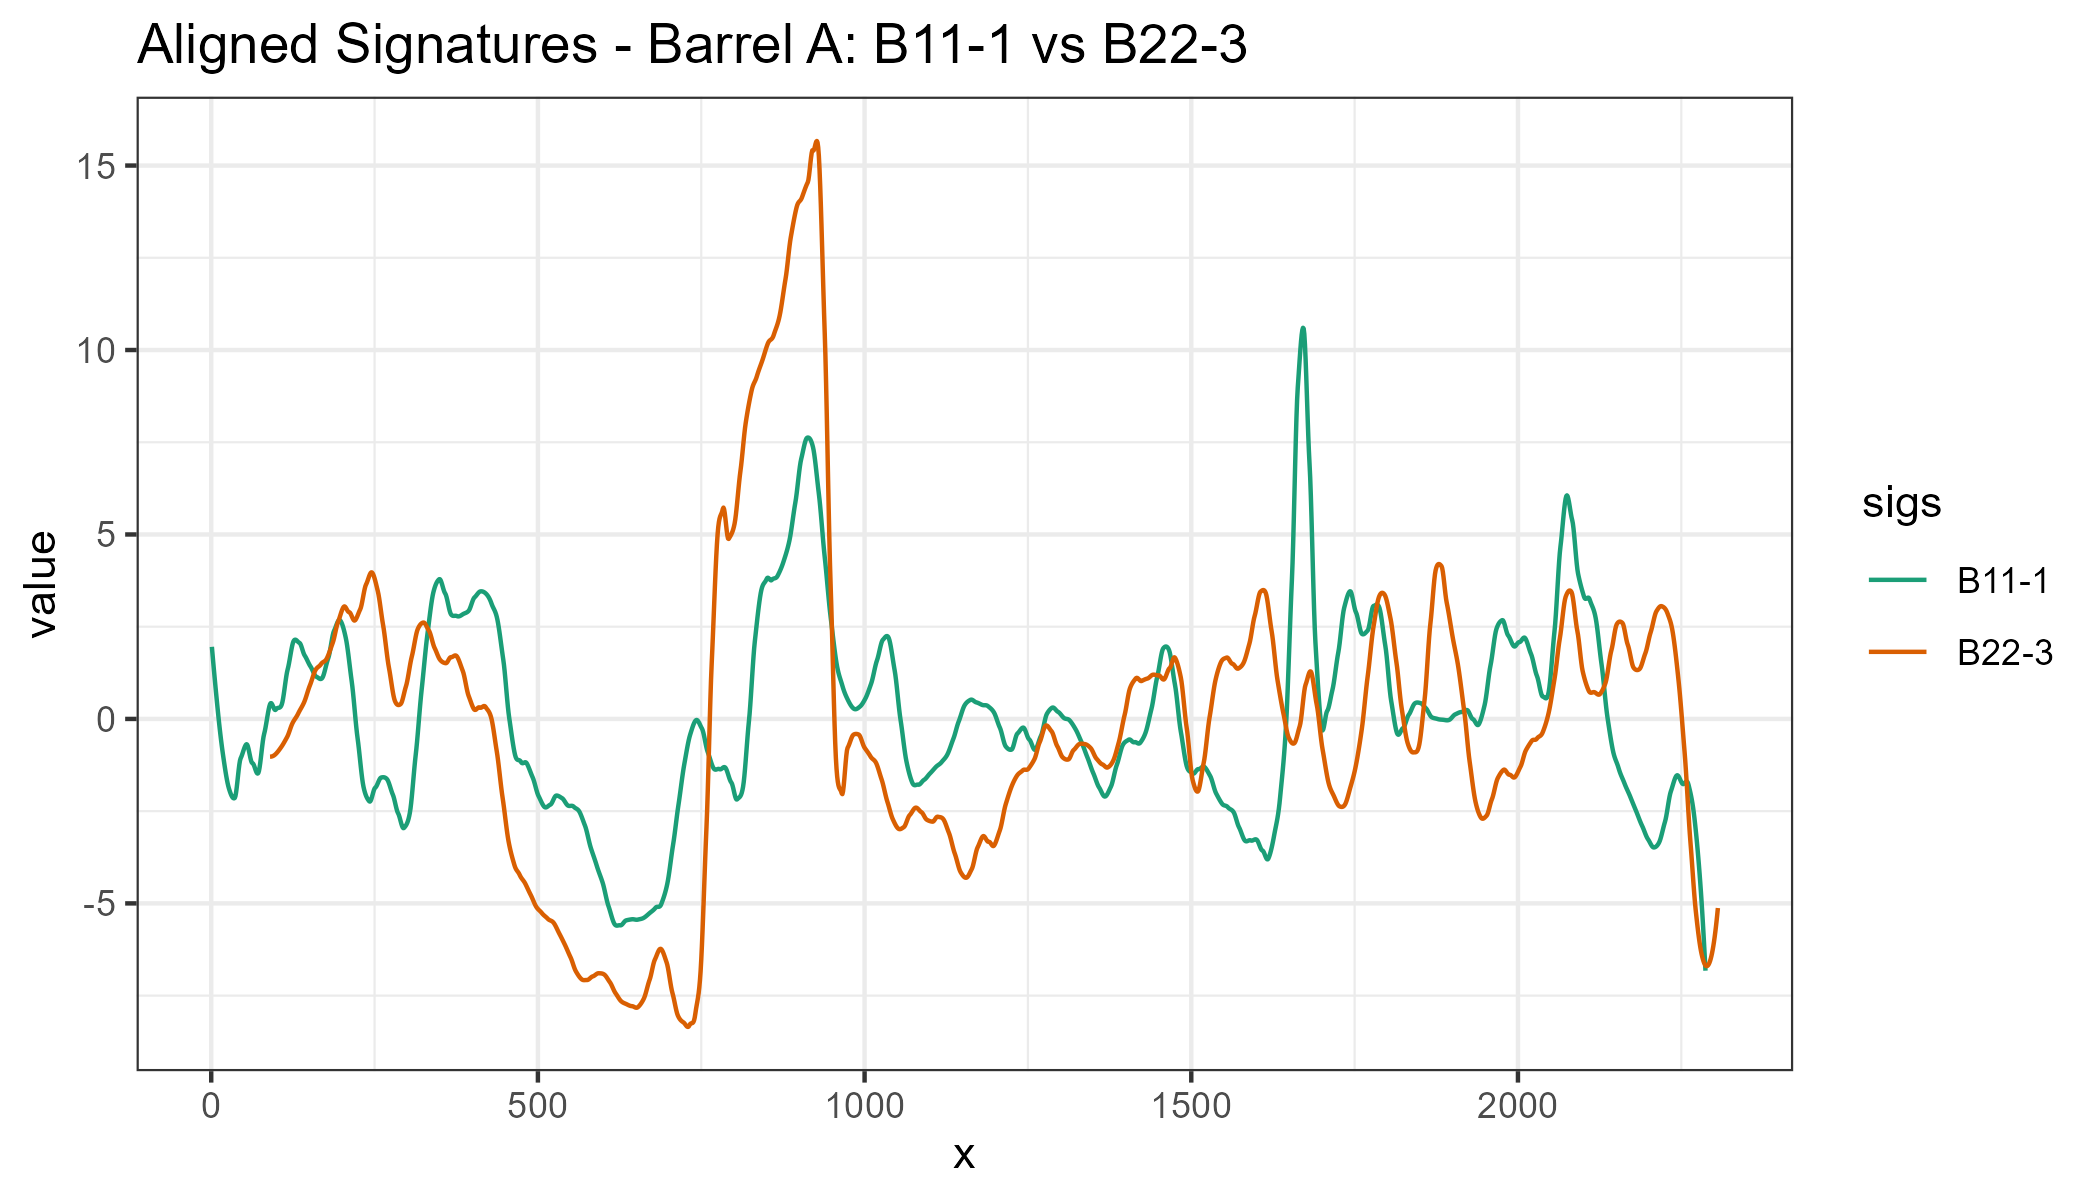 Aligned Signatures - Barrel A: B11-1 vs B22-3
15
10
5
0
-5
value
0 500 1000 1500 2000
x
sigs
B11-1
B22-3